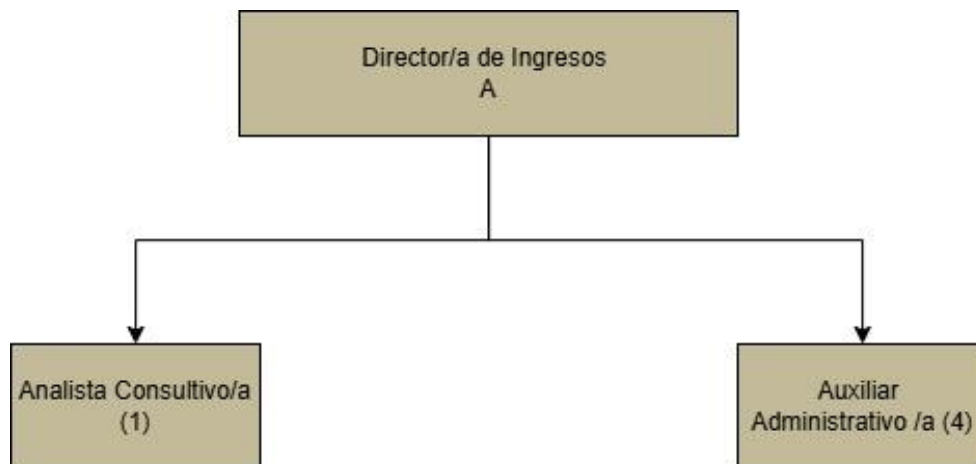 Director/a de Ingresos
A
Analista Consultivo/a
(1)
Auxiliar
Administrativo /a (4)